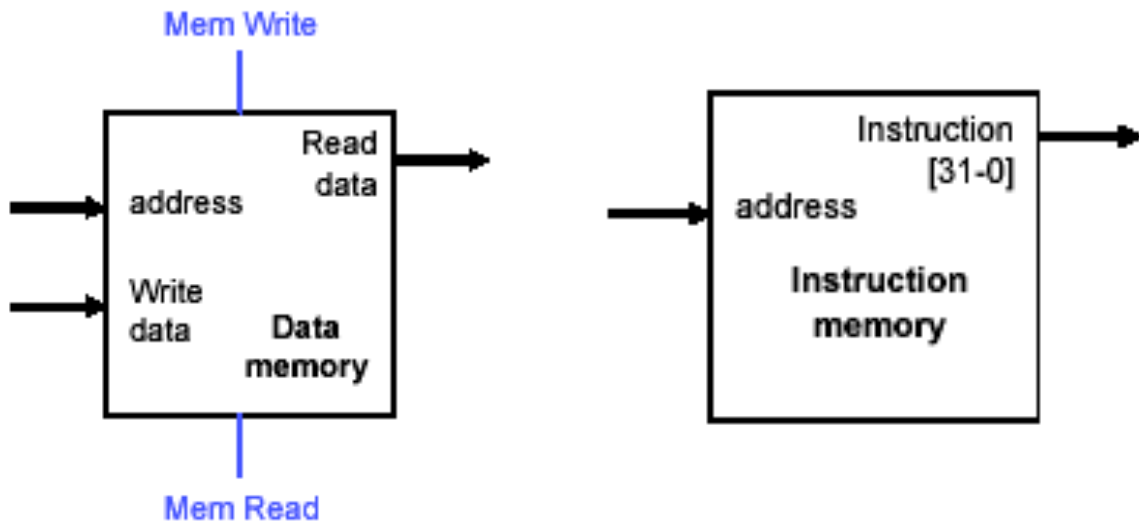 Mem Write
Read
data
address
Write
data
Data
memory
Mem Read
Instruction
[31-0]
address
Instruction
memory